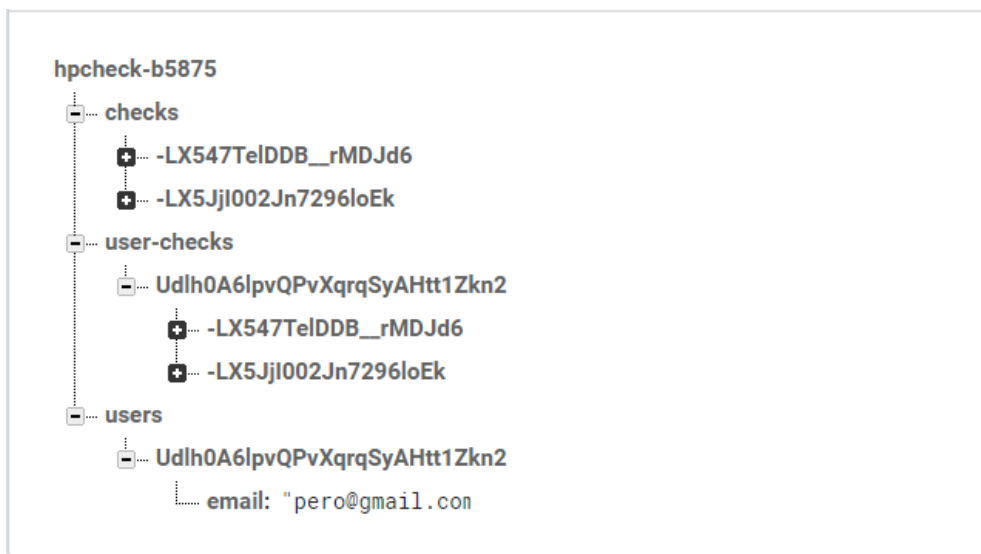 hpcheck-b5875
checks
-LX547TelDDB__rMDJd6
-LX5JjI002Jn7296loEk
user-checks
Udlh0A6lpvQPvXqrqSyAHtt1Zkn2
-LX547TelDDB__rMDJd6
-LX5JjI002Jn7296loEk
users
Udlh0A6lpvQPvXqrqSyAHtt1Zkn2
email: "pero@gmail.com